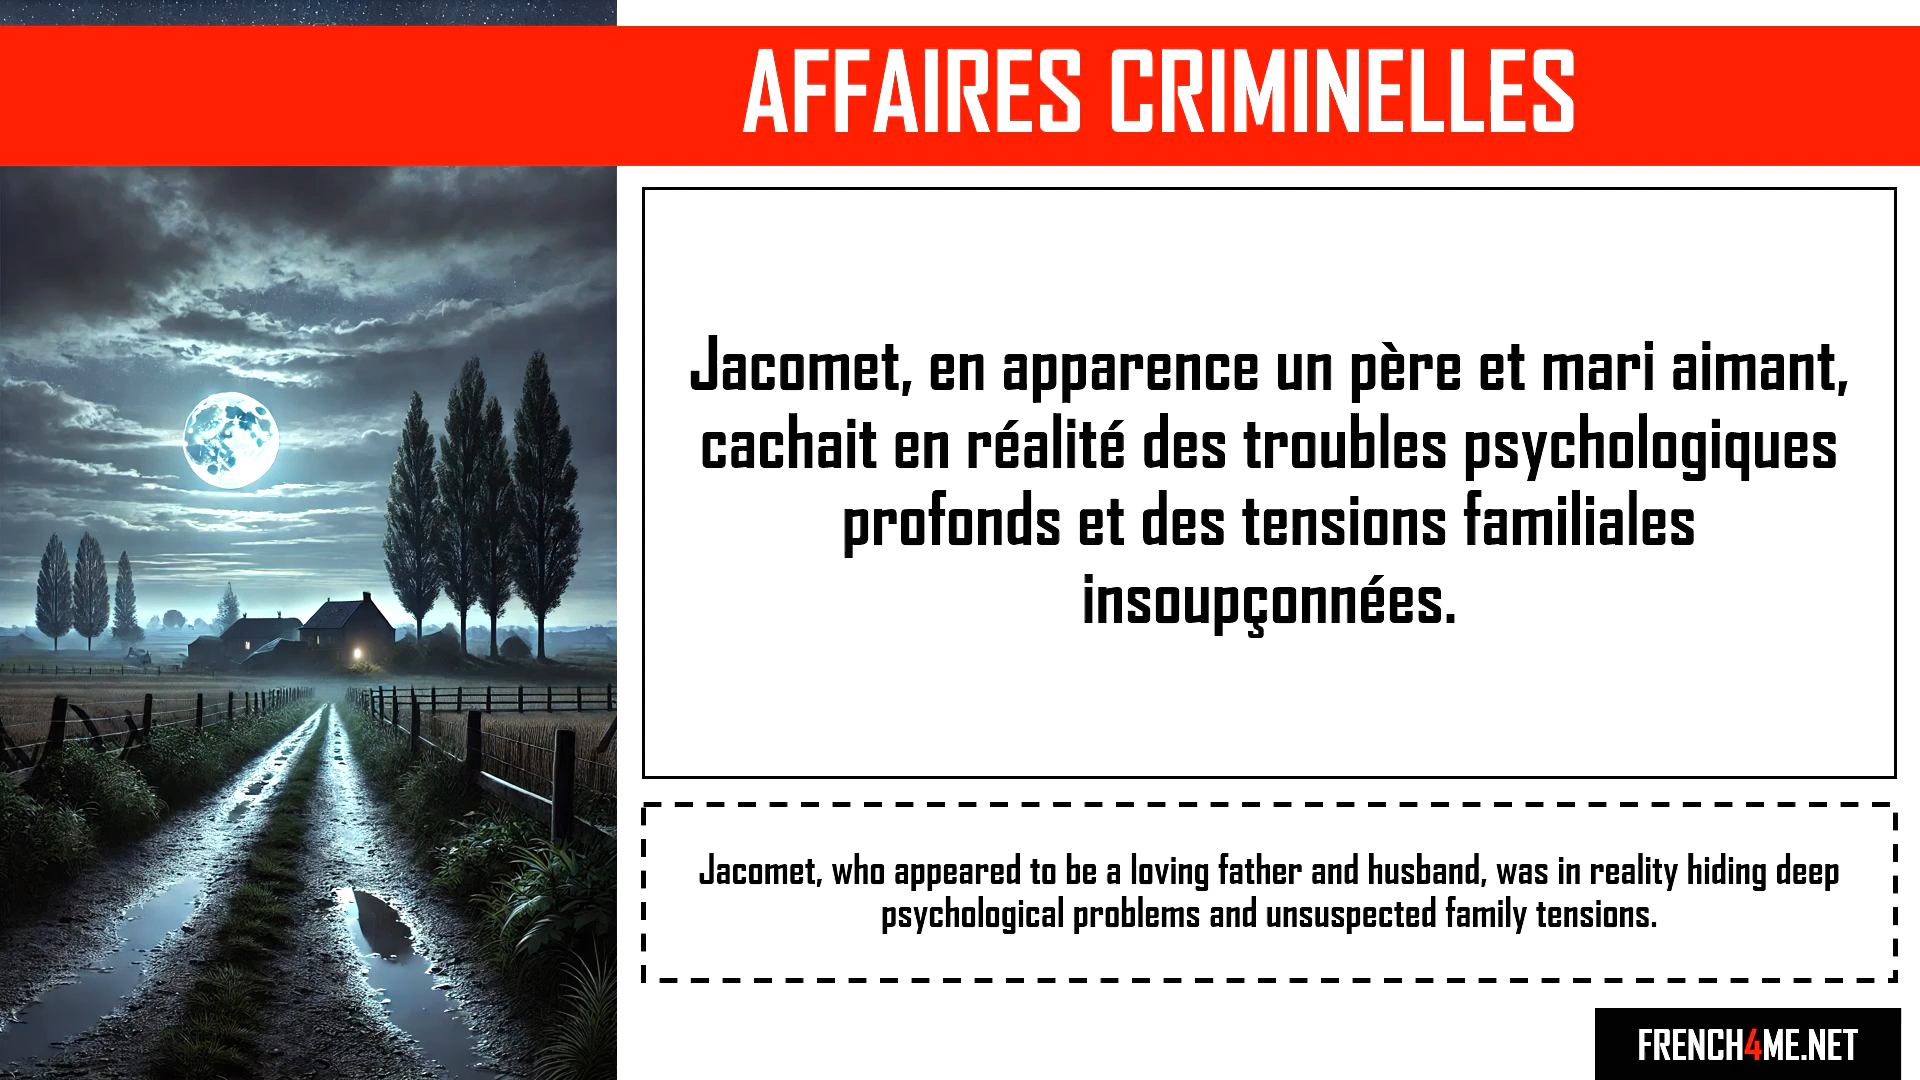 AFFAIRES CRIMINELLES
Jacomet, en apparence un père et mari aimant,
cachait en réalité des troubles psychologiques
profonds et des tensions familiales
insoupçonnées.
Jacomet, who appeared to be a loving father and husband, was in reality hiding deep
psychological problems and unsuspected family tensions.
FRENCH4ME.NET